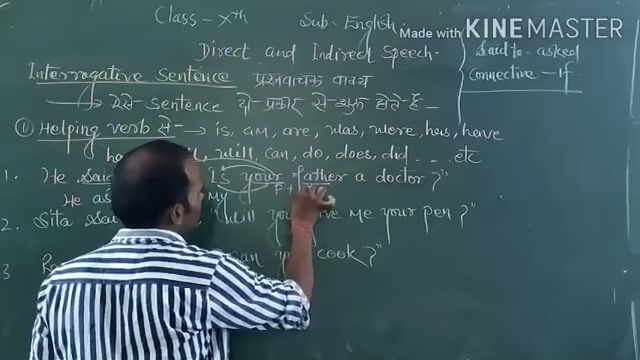 Class - Xth Sub - English
Made with KINEMASTER
Direct and Indirect Speech.
said to - asked
connective - if
Interrogative Sentence प्रश्नवाचक वाक्य
→ ऐसे sentence दो प्रकार से शुरू होते हैं -
① Helping verb से - → is, am, are, was, were, has, have
will, can, do, does, did .... etc
1. He said Is your father a doctor?"
He as My
2. Sita "Will you me your pen?"
3 can you cook?"